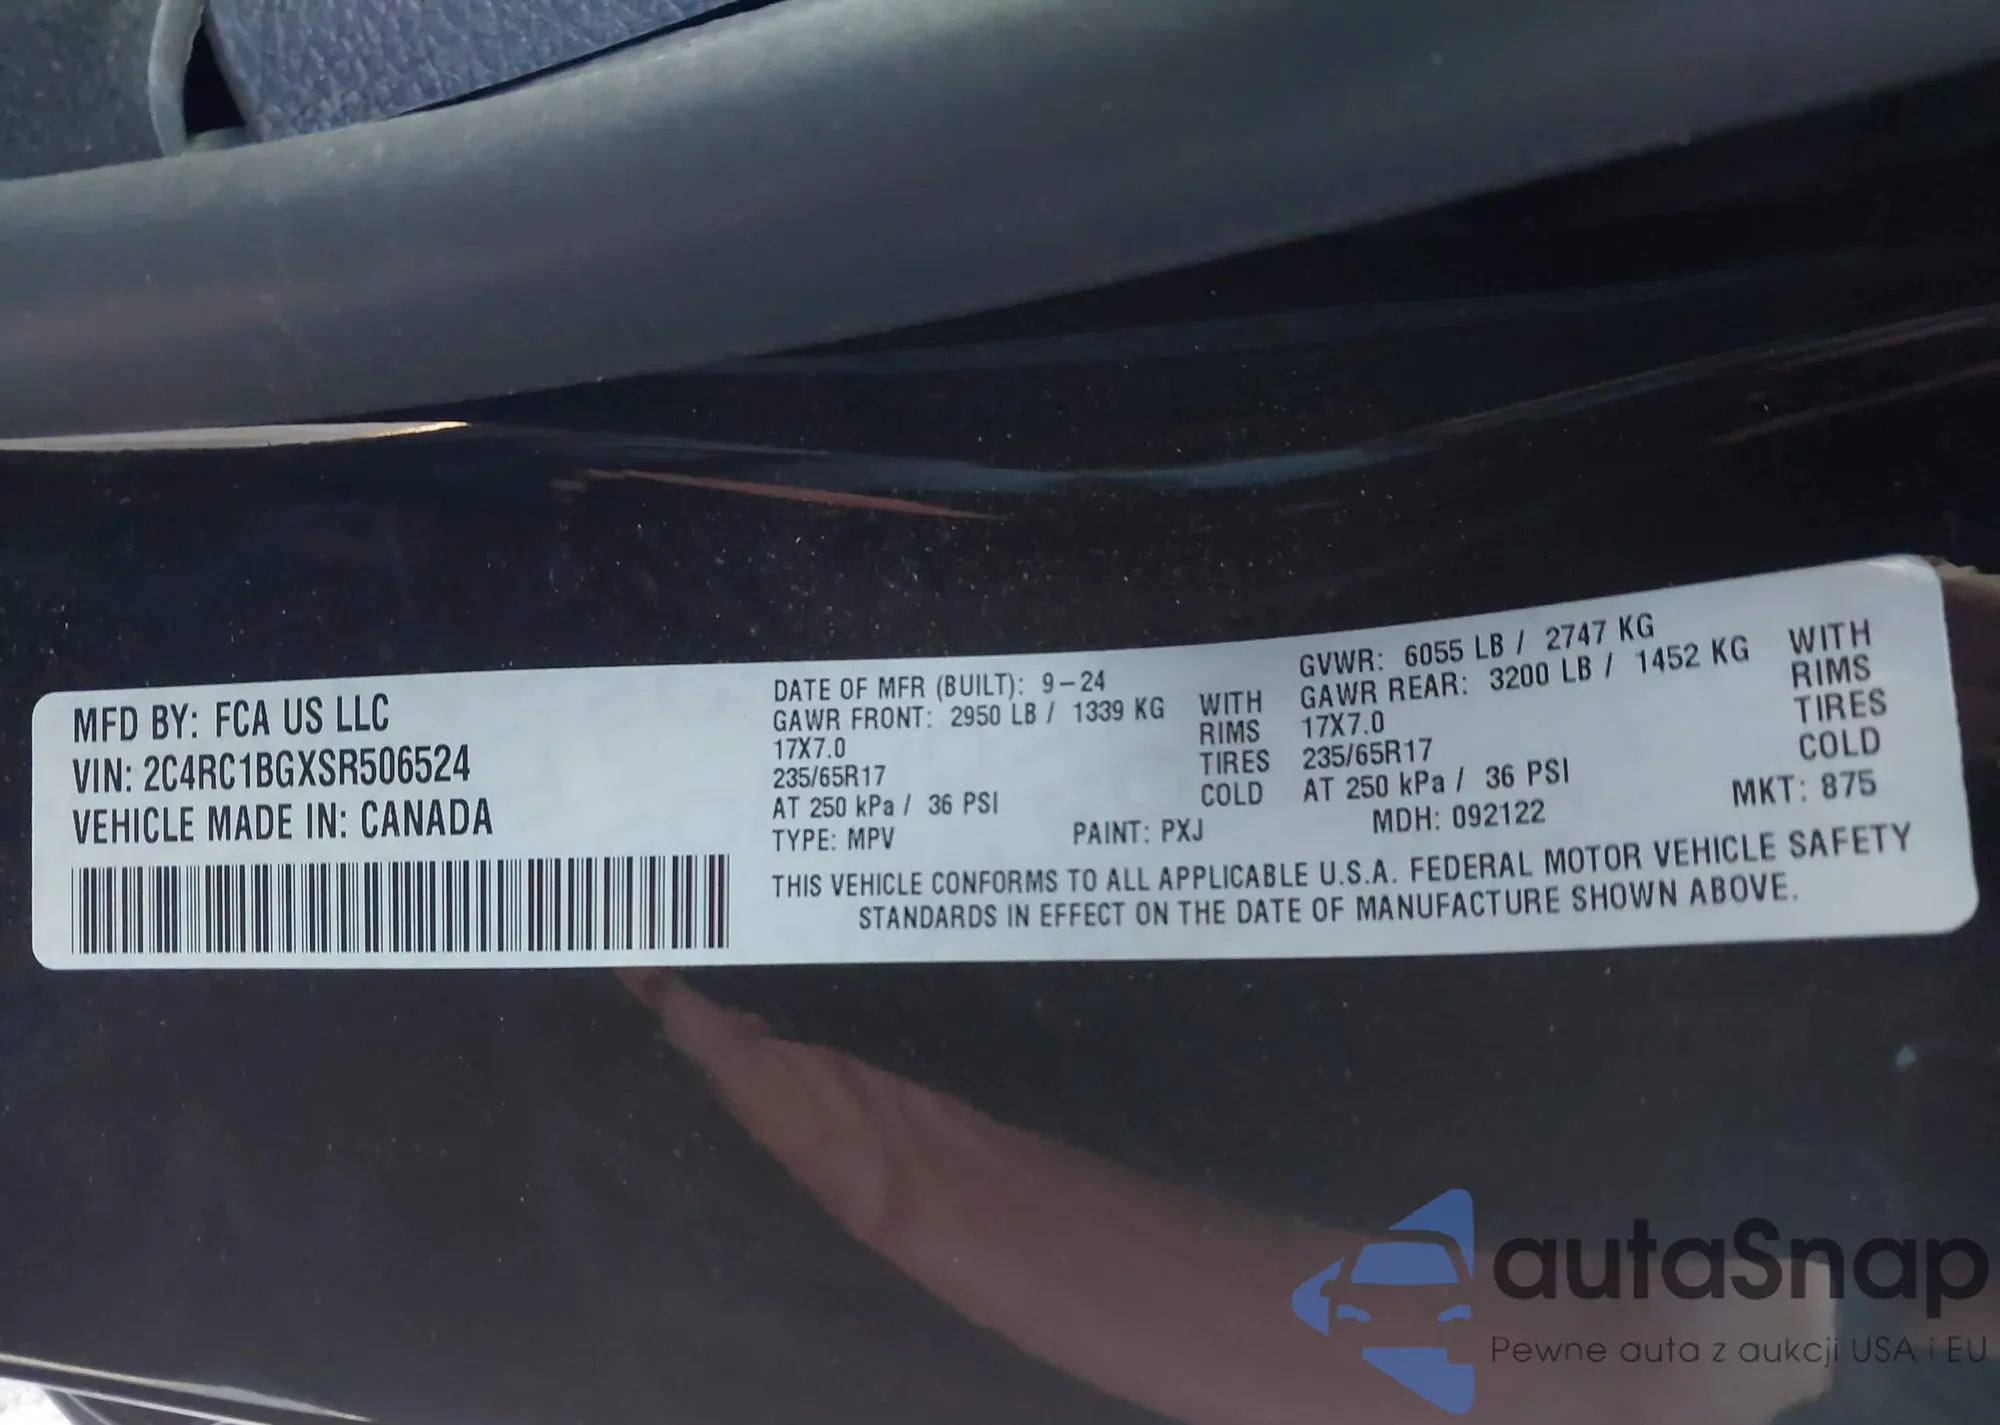 MFD BY: FCA US LLC
VIN: 2C4RC1BGXSR506524
VEHICLE MADE IN: CANADA
DATE OF MFR (BUILT): 9-24
GAWR FRONT: 2950 LB / 1339 KG WITH
17X7.0 RIMS
235/65R17 TIRES
AT 250 kPa / 36 PSI COLD
TYPE: MPV PAINT: PXJ
GVWR: 6055 LB / 2747 KG
GAWR REAR: 3200 LB / 1452 KG WITH
17X7.0 RIMS
235/65R17 TIRES
AT 250 kPa / 36 PSI COLD
MDH: 092122 MKT: 875
THIS VEHICLE CONFORMS TO ALL APPLICABLE U.S.A. FEDERAL MOTOR VEHICLE SAFETY
STANDARDS IN EFFECT ON THE DATE OF MANUFACTURE SHOWN ABOVE.
autaSnap
Pewne auta z aukcji USA i EU